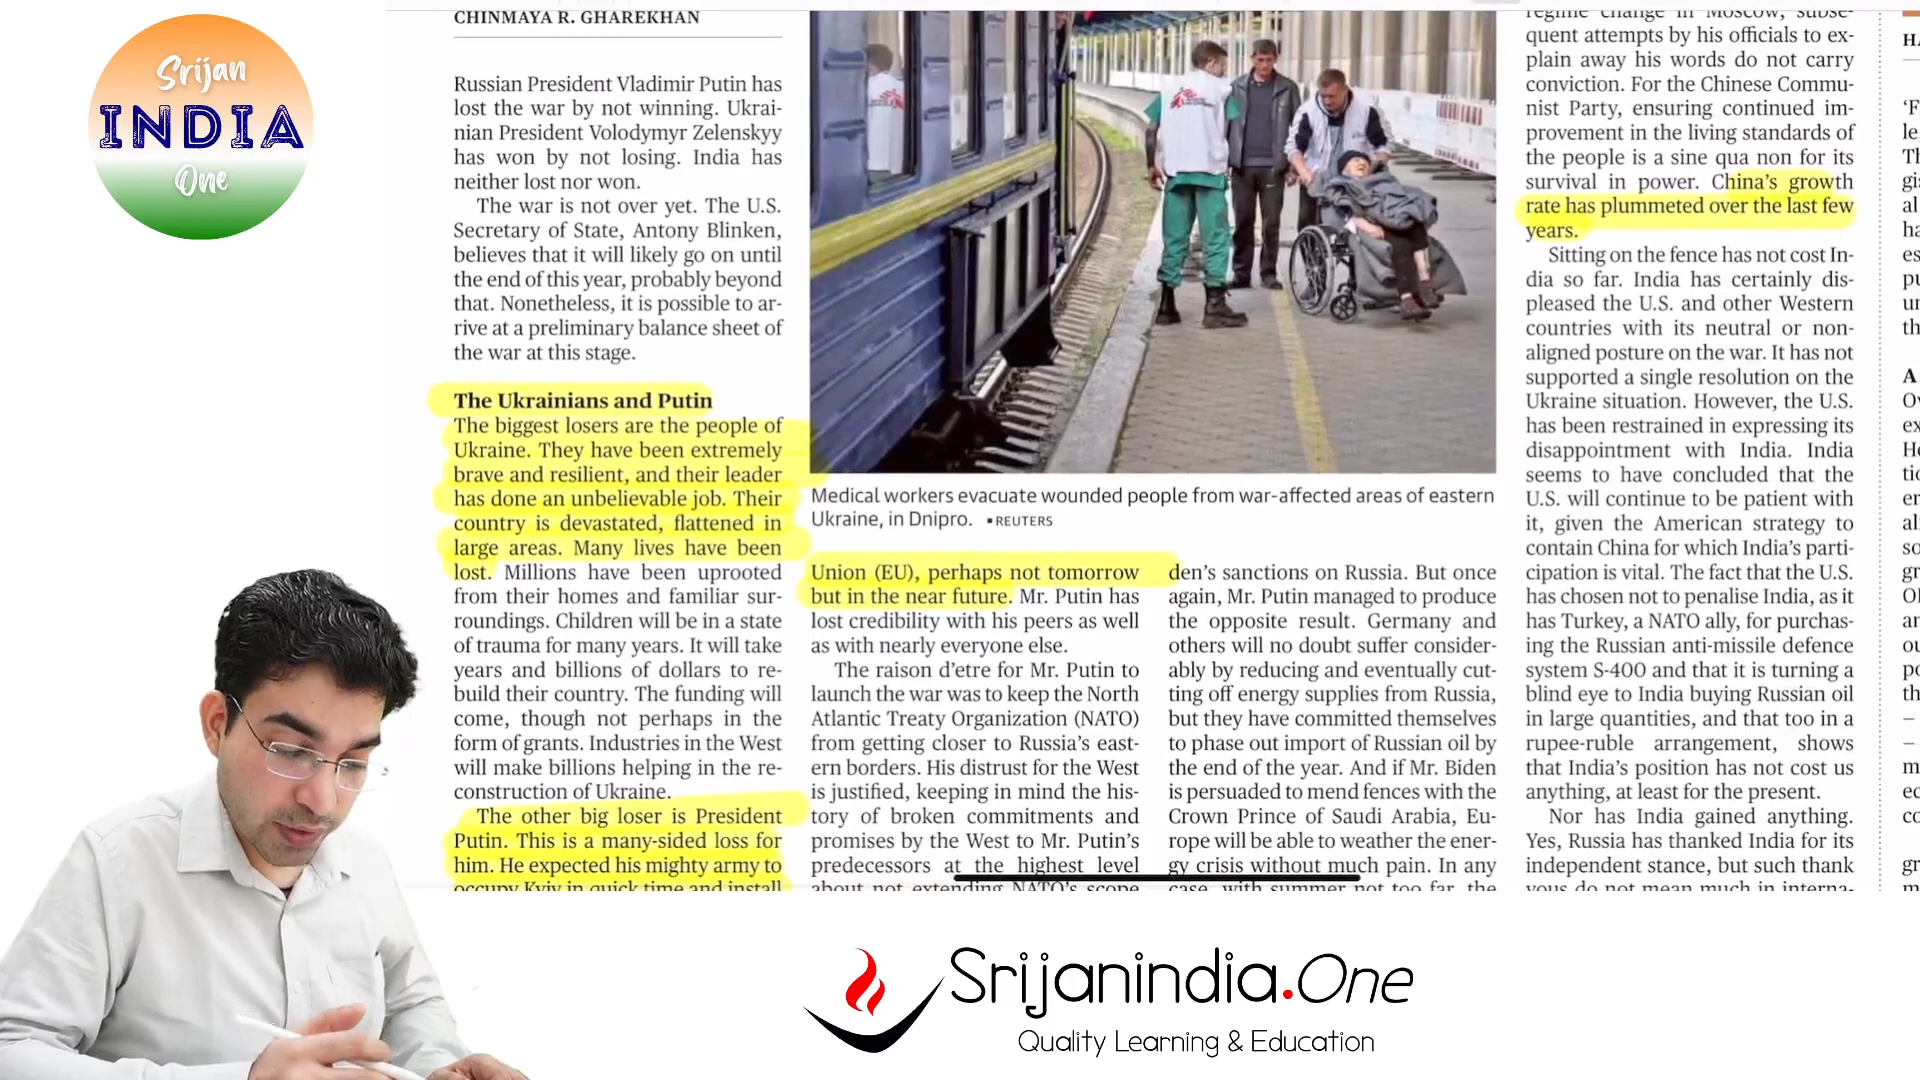 Srijan
INDIA
One
CHINMAYA R. GHAREKHAN
Russian President Vladimir Putin has
lost the war by not winning. Ukrai-
nian President Volodymyr Zelenskyy
has won by not losing. India has
neither lost nor won.
The war is not over yet. The U.S.
Secretary of State, Antony Blinken,
believes that it will likely go on until
the end of this year, probably beyond
that. Nonetheless, it is possible to ar-
rive at a preliminary balance sheet of
the war at this stage.
The Ukrainians and Putin
The biggest losers are the people of
Ukraine. They have been extremely
brave and resilient, and their leader
has done an unbelievable job. Their
country is devastated, flattened in
large areas. Many lives have been
lost. Millions have been uprooted
from their homes and familiar sur-
roundings. Children will be in a state
of trauma for many years. It will take
years and billions of dollars to re-
build their country. The funding will
come, though not perhaps in the
form of grants. Industries in the West
will make billions helping in the re-
construction of Ukraine.
The other big loser is President
Putin. This is a many-sided loss for
him. He expected his mighty army to
occupy Kyiv in quick time and install
Medical workers evacuate wounded people from war-affected areas of eastern
Ukraine, in Dnipro. ▪ REUTERS
Union (EU), perhaps not tomorrow
but in the near future. Mr. Putin has
lost credibility with his peers as well
as with nearly everyone else.
The raison d’etre for Mr. Putin to
launch the war was to keep the North
Atlantic Treaty Organization (NATO)
from getting closer to Russia’s east-
ern borders. His distrust for the West
is justified, keeping in mind the his-
tory of broken commitments and
promises by the West to Mr. Putin’s
predecessors at the highest level
about not extending NATO’s scope
den’s sanctions on Russia. But once
again, Mr. Putin managed to produce
the opposite result. Germany and
others will no doubt suffer consider-
ably by reducing and eventually cut-
ting off energy supplies from Russia,
but they have committed themselves
to phase out import of Russian oil by
the end of the year. And if Mr. Biden
is persuaded to mend fences with the
Crown Prince of Saudi Arabia, Eu-
rope will be able to weather the ener-
gy crisis without much pain. In any
case, with summer not too far, the
regime change in Moscow, subse-
quent attempts by his officials to ex-
plain away his words do not carry
conviction. For the Chinese Commu-
nist Party, ensuring continued im-
provement in the living standards of
the people is a sine qua non for its
survival in power. China’s growth
rate has plummeted over the last few
years.
Sitting on the fence has not cost In-
dia so far. India has certainly dis-
pleased the U.S. and other Western
countries with its neutral or non-
aligned posture on the war. It has not
supported a single resolution on the
Ukraine situation. However, the U.S.
has been restrained in expressing its
disappointment with India. India
seems to have concluded that the
U.S. will continue to be patient with
it, given the American strategy to
contain China for which India’s parti-
cipation is vital. The fact that the U.S.
has chosen not to penalise India, as it
has Turkey, a NATO ally, for purchas-
ing the Russian anti-missile defence
system S-400 and that it is turning a
blind eye to India buying Russian oil
in large quantities, and that too in a
rupee-ruble arrangement, shows
that India’s position has not cost us
anything, at least for the present.
Nor has India gained anything.
Yes, Russia has thanked India for its
independent stance, but such thank
yous do not mean much in interna-
Srijanindia.One
Quality Learning & Education